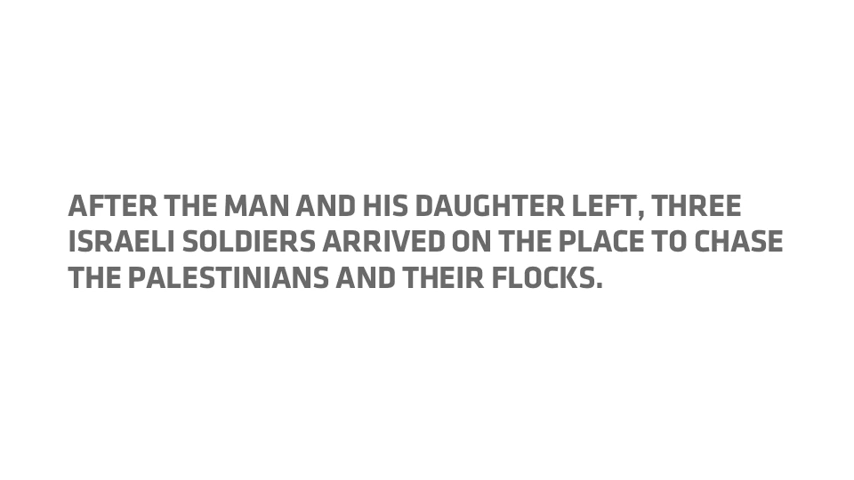 AFTER THE MAN AND HIS DAUGHTER LEFT, THREE
ISRAELI SOLDIERS ARRIVED ON THE PLACE TO CHASE
THE PALESTINIANS AND THEIR FLOCKS.